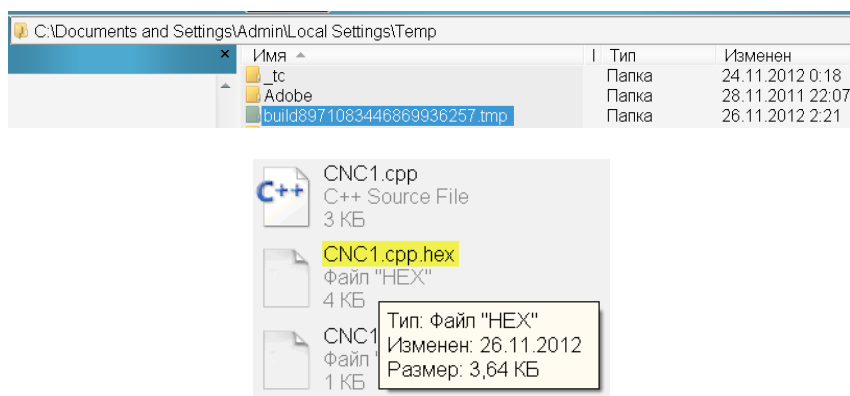 C:\Documents and Settings\Admin\Local Settings\Temp
Имя Тип Изменен
_tc Папка 24.11.2012 0:18
Adobe Папка 28.11.2011 22:07
build8971083446869936257.tmp Папка 26.11.2012 2:21
CNC1.cpp
C++ Source File
3 КБ
CNC1.cpp.hex
Файл "HEX"
4 КБ
Тип: Файл "HEX"
Изменен: 26.11.2012
Размер: 3,64 КБ
CNC1
Файл
1 КБ